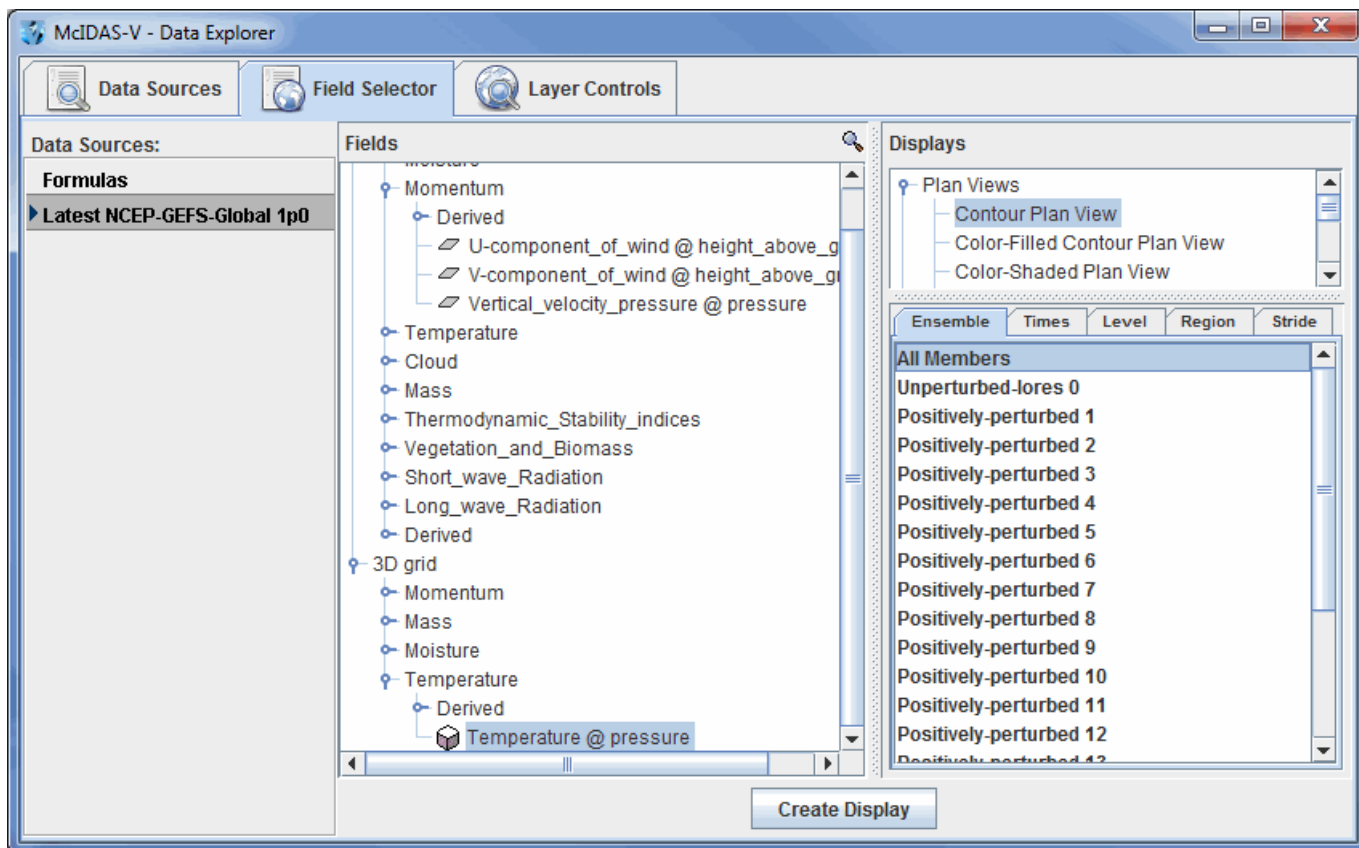 McIDAS-V - Data Explorer
Data Sources
Field Selector
Layer Controls
Data Sources:
Formulas
Latest NCEP-GEFS-Global 1p0
Fields
Moisture
Momentum
Derived
U-component_of_wind @ height_above_g
V-component_of_wind @ height_above_gr
Vertical_velocity_pressure @ pressure
Temperature
Cloud
Mass
Thermodynamic_Stability_indices
Vegetation_and_Biomass
Short_wave_Radiation
Long_wave_Radiation
Derived
3D grid
Momentum
Mass
Moisture
Temperature
Derived
Temperature @ pressure
Displays
Plan Views
Contour Plan View
Color-Filled Contour Plan View
Color-Shaded Plan View
Ensemble
Times
Level
Region
Stride
All Members
Unperturbed-lores 0
Positively-perturbed 1
Positively-perturbed 2
Positively-perturbed 3
Positively-perturbed 4
Positively-perturbed 5
Positively-perturbed 6
Positively-perturbed 7
Positively-perturbed 8
Positively-perturbed 9
Positively-perturbed 10
Positively-perturbed 11
Positively-perturbed 12
Positively-perturbed 13
Create Display